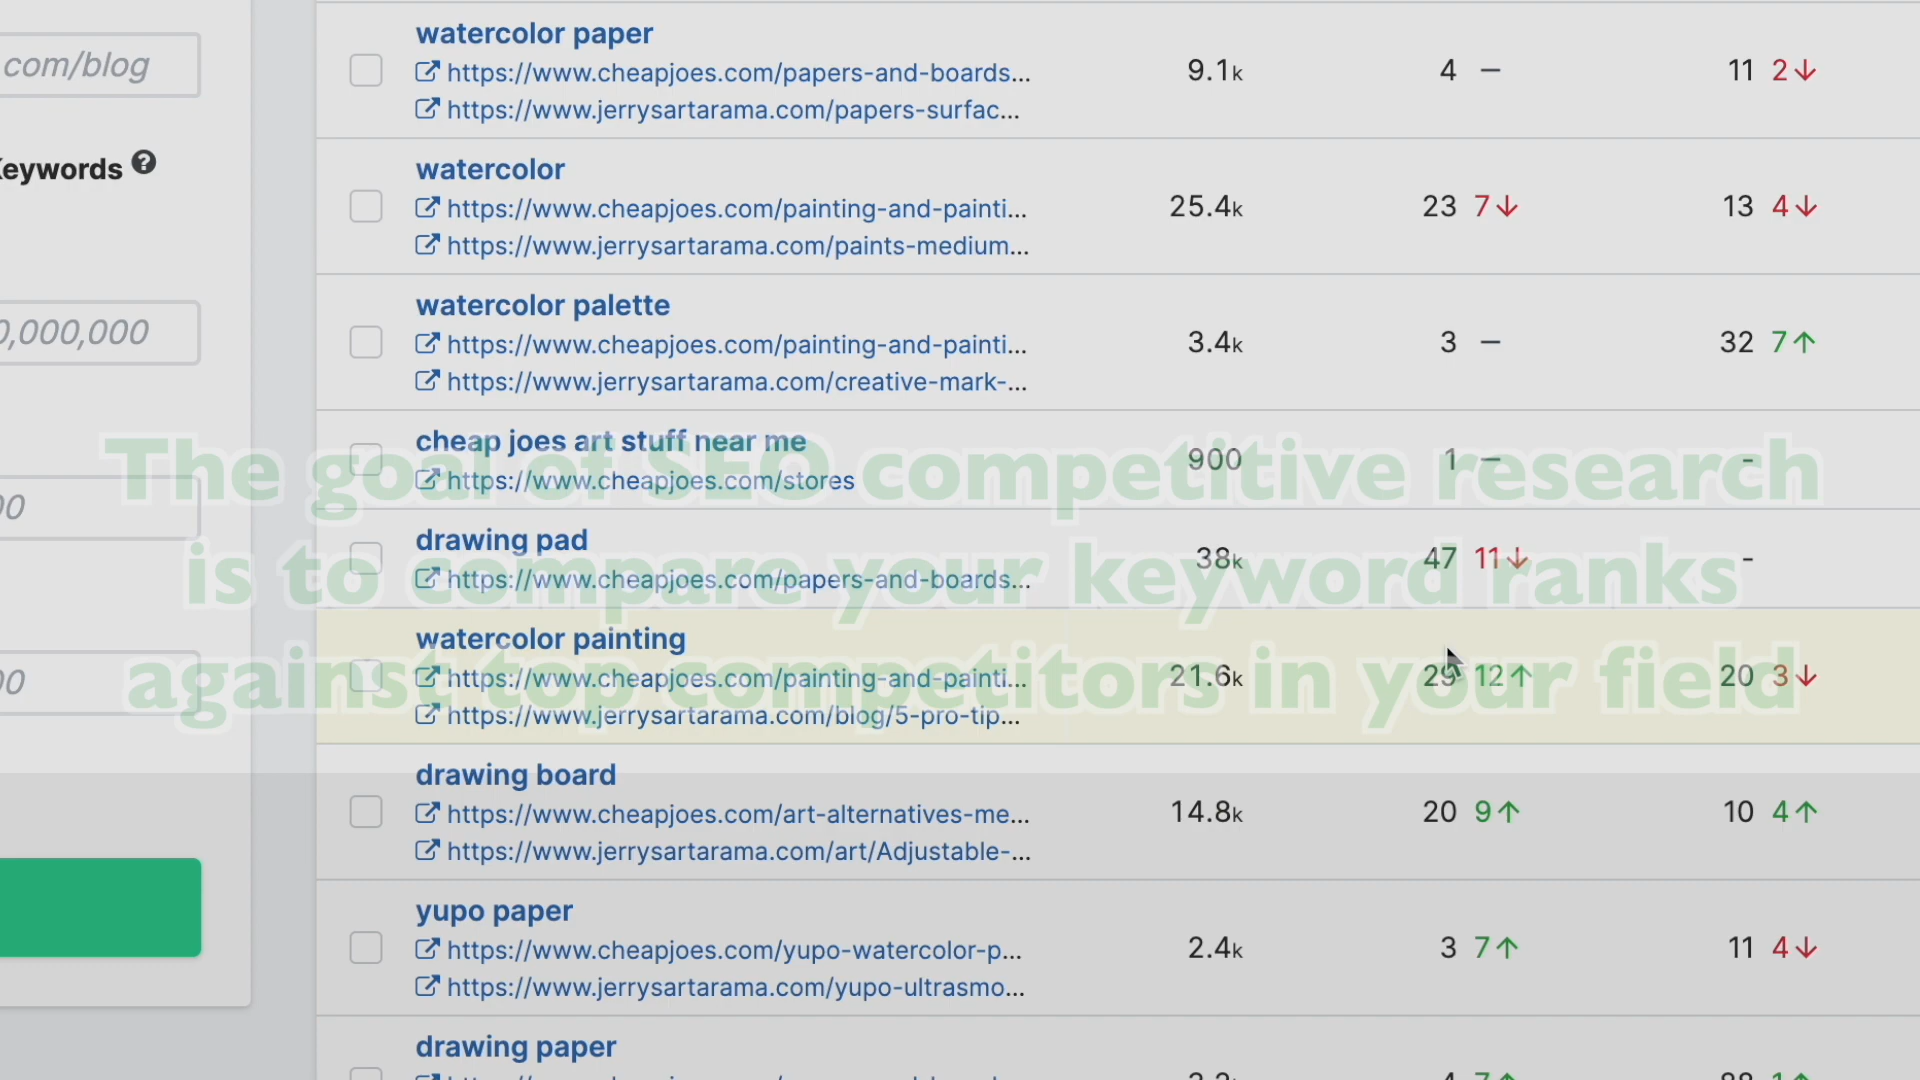 com/blog
Keywords ?
0,000,000
00
00
watercolor paper
https://www.cheapjoes.com/papers-and-boards...
https://www.jerrysartarama.com/papers-surfac...
9.1k
4 –
11 2↓
watercolor
https://www.cheapjoes.com/painting-and-painti...
https://www.jerrysartarama.com/paints-medium...
25.4k
23 7↓
13 4↓
watercolor palette
https://www.cheapjoes.com/painting-and-painti...
https://www.jerrysartarama.com/creative-mark-...
3.4k
3 –
32 7↑
cheap joes art stuff near me
https://www.cheapjoes.com/stores
900
1 –
-
The goal of SEO competitive research
is to compare your keyword ranks
against top competitors in your field
drawing pad
https://www.cheapjoes.com/papers-and-boards...
38k
47 11↓
-
watercolor painting
https://www.cheapjoes.com/painting-and-painti...
https://www.jerrysartarama.com/blog/5-pro-tip...
21.6k
29 12↑
20 3↓
drawing board
https://www.cheapjoes.com/art-alternatives-me...
https://www.jerrysartarama.com/art/Adjustable-...
14.8k
20 9↑
10 4↑
yupo paper
https://www.cheapjoes.com/yupo-watercolor-p...
https://www.jerrysartarama.com/yupo-ultrasmo...
2.4k
3 7↑
11 4↓
drawing paper